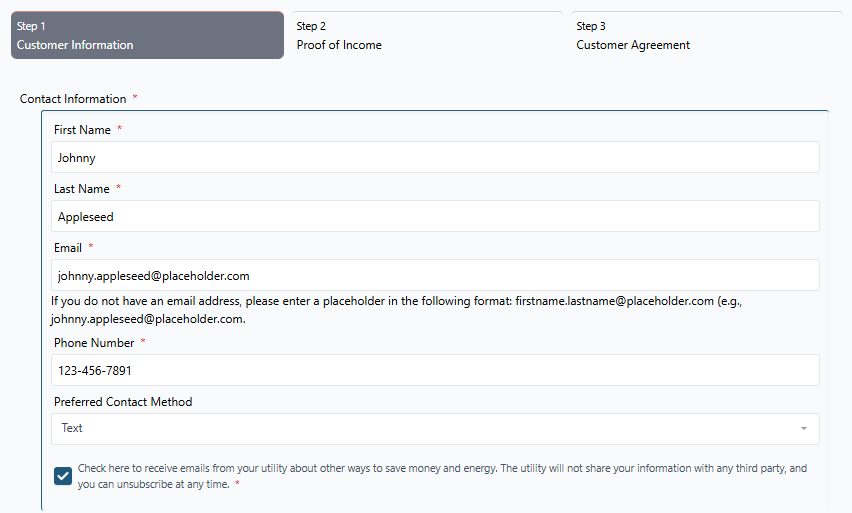 Step 1
Customer Information
Step 2
Proof of Income
Step 3
Customer Agreement
Contact Information *
First Name *
Johnny
Last Name *
Appleseed
Email *
johnny.appleseed@placeholder.com
If you do not have an email address, please enter a placeholder in the following format: firstname.lastname@placeholder.com (e.g.,
johnny.appleseed@placeholder.com.
Phone Number *
123-456-7891
Preferred Contact Method
Text
Check here to receive emails from your utility about other ways to save money and energy. The utility will not share your information with any third party, and
you can unsubscribe at any time. *